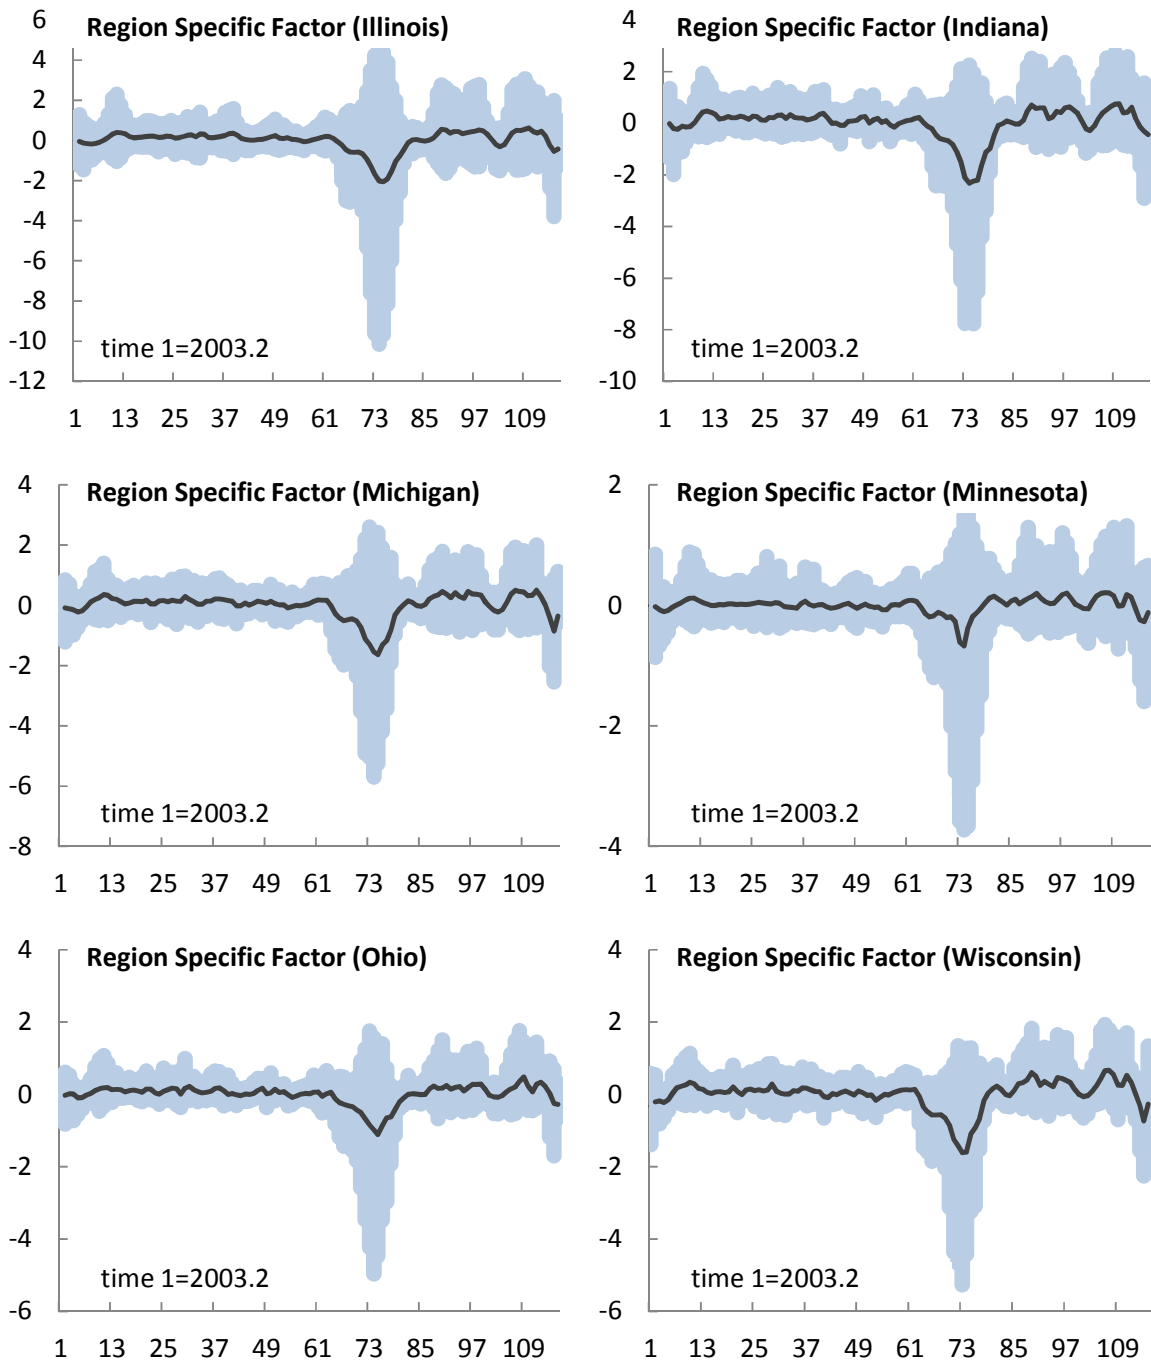 Region Specific Factor (Illinois)
6
4
2
0
-2
-4
-6
-8
-10
-12
time 1=2003.2
1 13 25 37 49 61 73 85 97 109
Region Specific Factor (Indiana)
4
2
0
-2
-4
-6
-8
-10
time 1=2003.2
1 13 25 37 49 61 73 85 97 109
Region Specific Factor (Michigan)
4
2
0
-2
-4
-6
-8
time 1=2003.2
1 13 25 37 49 61 73 85 97 109
Region Specific Factor (Minnesota)
2
0
-2
-4
time 1=2003.2
1 13 25 37 49 61 73 85 97 109
Region Specific Factor (Ohio)
4
2
0
-2
-4
-6
time 1=2003.2
1 13 25 37 49 61 73 85 97 109
Region Specific Factor (Wisconsin)
4
2
0
-2
-4
-6
time 1=2003.2
1 13 25 37 49 61 73 85 97 109